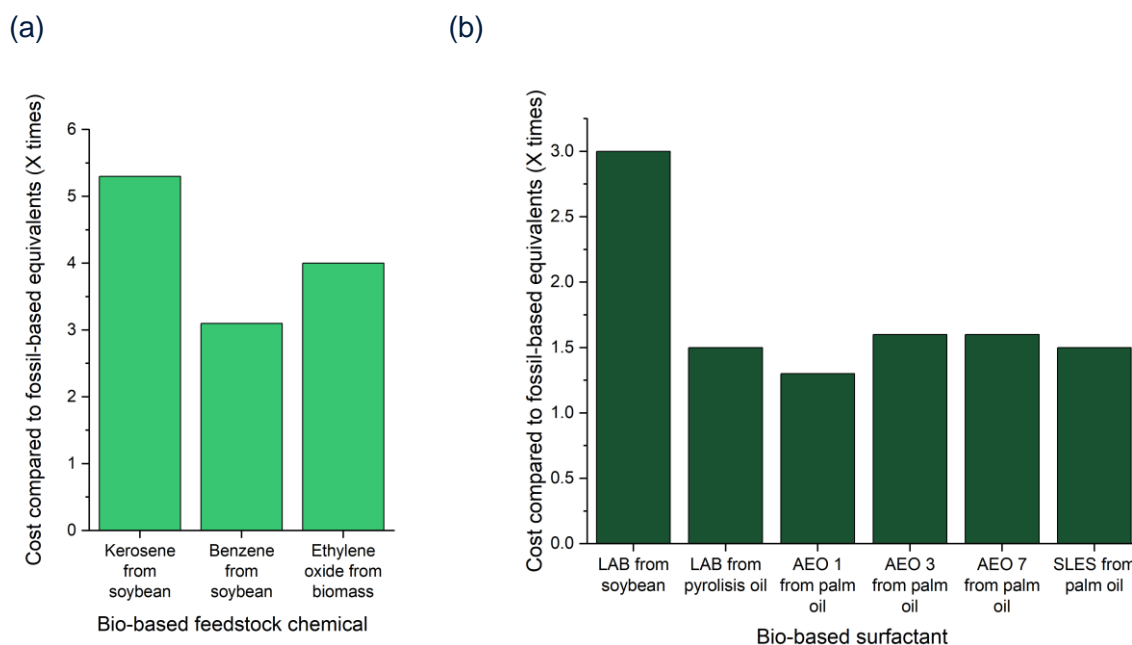 (a)
(b)
Cost compared to fossil-based equivalents (X times)
6
5
4
3
2
1
0
Kerosene
from
soybean
Benzene
from
soybean
Ethylene
oxide from
biomass
Bio-based feedstock chemical
Cost compared to fossil-based equivalents (X times)
3.0
2.5
2.0
1.5
1.0
0.5
0.0
LAB from
soybean
LAB from
pyrolisis oil
AEO 1
from palm
oil
AEO 3
from palm
oil
AEO 7
from palm
oil
SLES from
palm oil
Bio-based surfactant